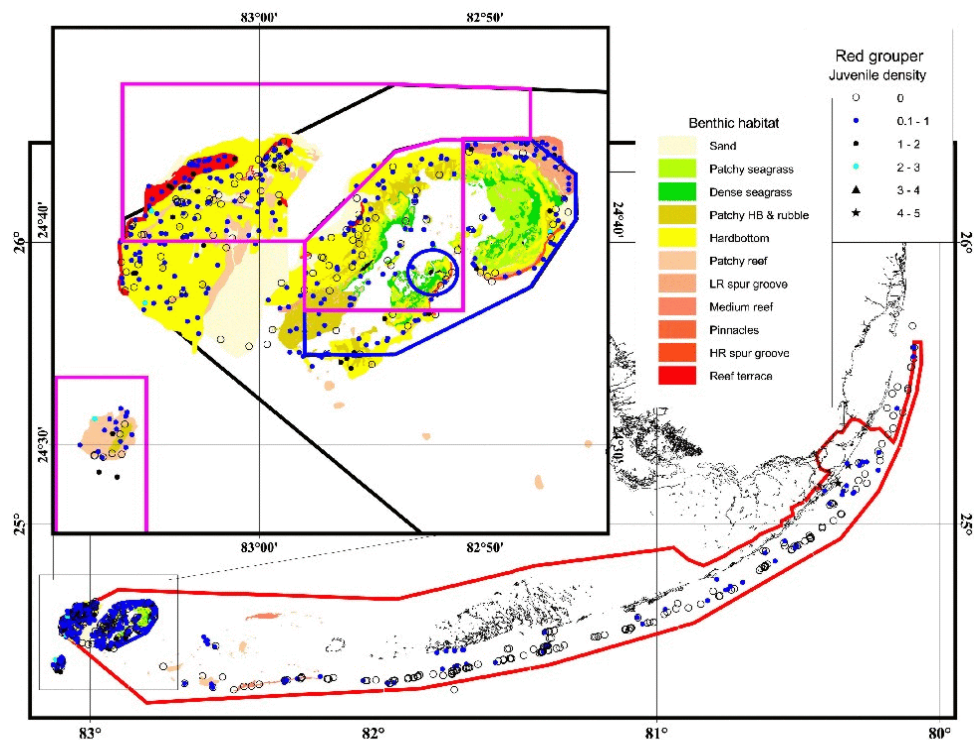 83°00' 82°50'
Red grouper
Juvenile density
0
0.1 - 1
1 - 2
2 - 3
3 - 4
4 - 5
Benthic habitat
Sand
Patchy seagrass
Dense seagrass
Patchy HB & rubble
Hardbottom
Patchy reef
LR spur groove
Medium reef
Pinnacles
HR spur groove
Reef terrace
24°40'
24°40'
26°
26°
24°30'
25°
25°
83°00' 82°50'
83° 82° 81° 80°